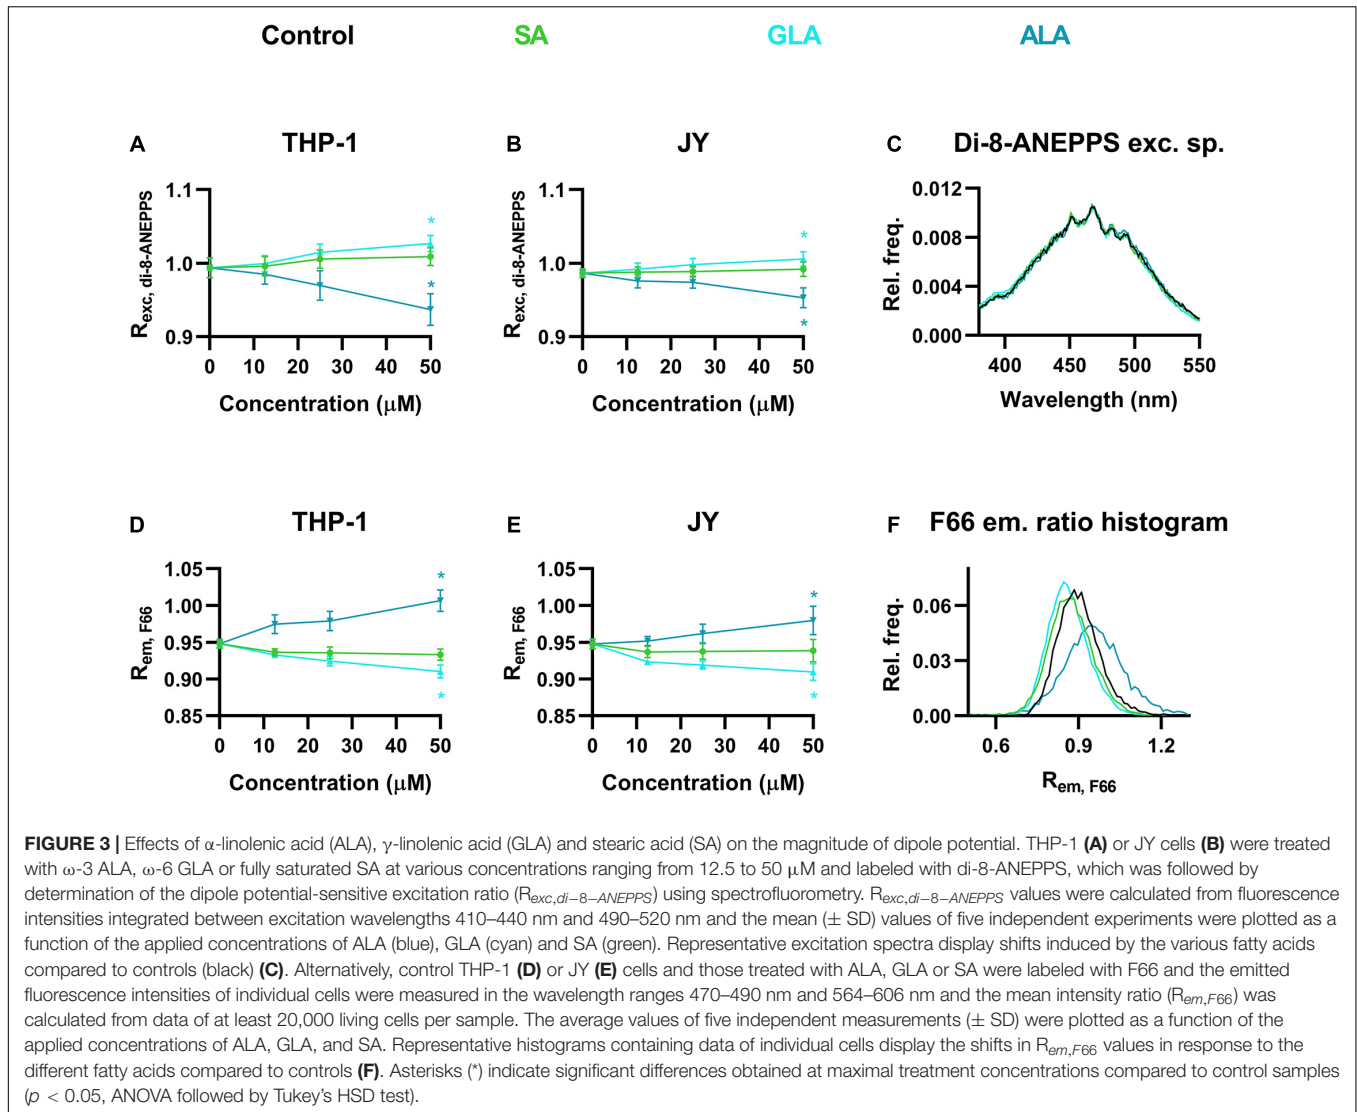 Control SA GLA ALA
A THP-1 B JY C Di-8-ANEPPS exc. sp.
R_exc, di-8-ANEPPS
1.1
1.0
0.9
0 10 20 30 40 50
Concentration (μM)
*
*
R_exc, di-8-ANEPPS
1.1
1.0
0.9
0 10 20 30 40 50
Concentration (μM)
*
*
Rel. freq.
0.012
0.008
0.004
0.000
400 450 500 550
Wavelength (nm)
D THP-1 E JY F F66 em. ratio histogram
R_em, F66
1.05
1.00
0.95
0.90
0.85
0 10 20 30 40 50
Concentration (μM)
*
*
R_em, F66
1.05
1.00
0.95
0.90
0.85
0 10 20 30 40 50
Concentration (μM)
*
*
Rel. freq.
0.06
0.03
0.00
0.6 0.9 1.2
R_em, F66
FIGURE 3 | Effects of α-linolenic acid (ALA), γ-linolenic acid (GLA) and stearic acid (SA) on the magnitude of dipole potential. THP-1 (A) or JY cells (B) were treated
with ω-3 ALA, ω-6 GLA or fully saturated SA at various concentrations ranging from 12.5 to 50 μM and labeled with di-8-ANEPPS, which was followed by
determination of the dipole potential-sensitive excitation ratio (R_exc,di−8−ANEPPS) using spectrofluorometry. R_exc,di−8−ANEPPS values were calculated from fluorescence
intensities integrated between excitation wavelengths 410–440 nm and 490–520 nm and the mean (± SD) values of five independent experiments were plotted as a
function of the applied concentrations of ALA (blue), GLA (cyan) and SA (green). Representative excitation spectra display shifts induced by the various fatty acids
compared to controls (black) (C). Alternatively, control THP-1 (D) or JY (E) cells and those treated with ALA, GLA or SA were labeled with F66 and the emitted
fluorescence intensities of individual cells were measured in the wavelength ranges 470–490 nm and 564–606 nm and the mean intensity ratio (R_em,F66) was
calculated from data of at least 20,000 living cells per sample. The average values of five independent measurements (± SD) were plotted as a function of the
applied concentrations of ALA, GLA, and SA. Representative histograms containing data of individual cells display the shifts in R_em,F66 values in response to the
different fatty acids compared to controls (F). Asterisks (*) indicate significant differences obtained at maximal treatment concentrations compared to control samples
(p < 0.05, ANOVA followed by Tukey's HSD test).